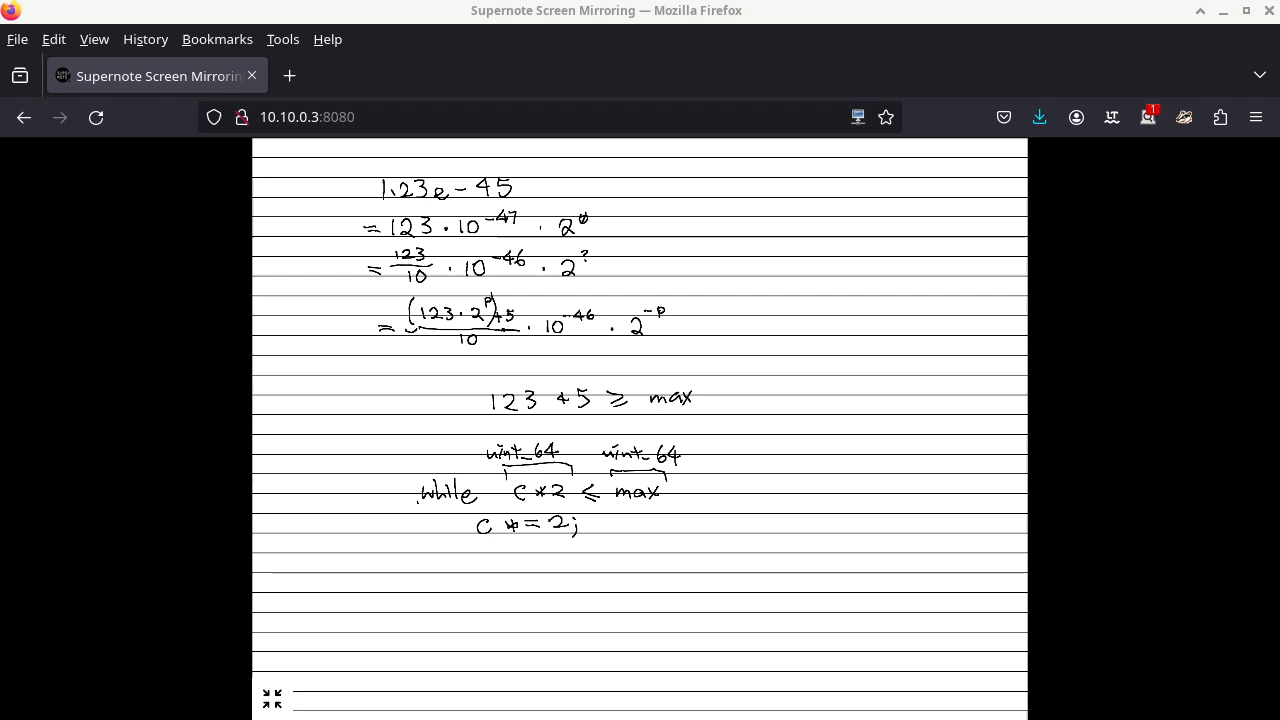 Supernote Screen Mirroring — Mozilla Firefox
File Edit View History Bookmarks Tools Help
Supernote Screen Mirrorin
10.10.0.3:8080
1
1.23e-45
= 123 · 10^-47 · 2^0
= 123/10 · 10^-46 · 2^?
= ((123 · 2^p)+5)/10 · 10^-46 · 2^-p
123 +5 ≥ max
uint_64 uint_64
while c*2 ≤ max
c *= 2;